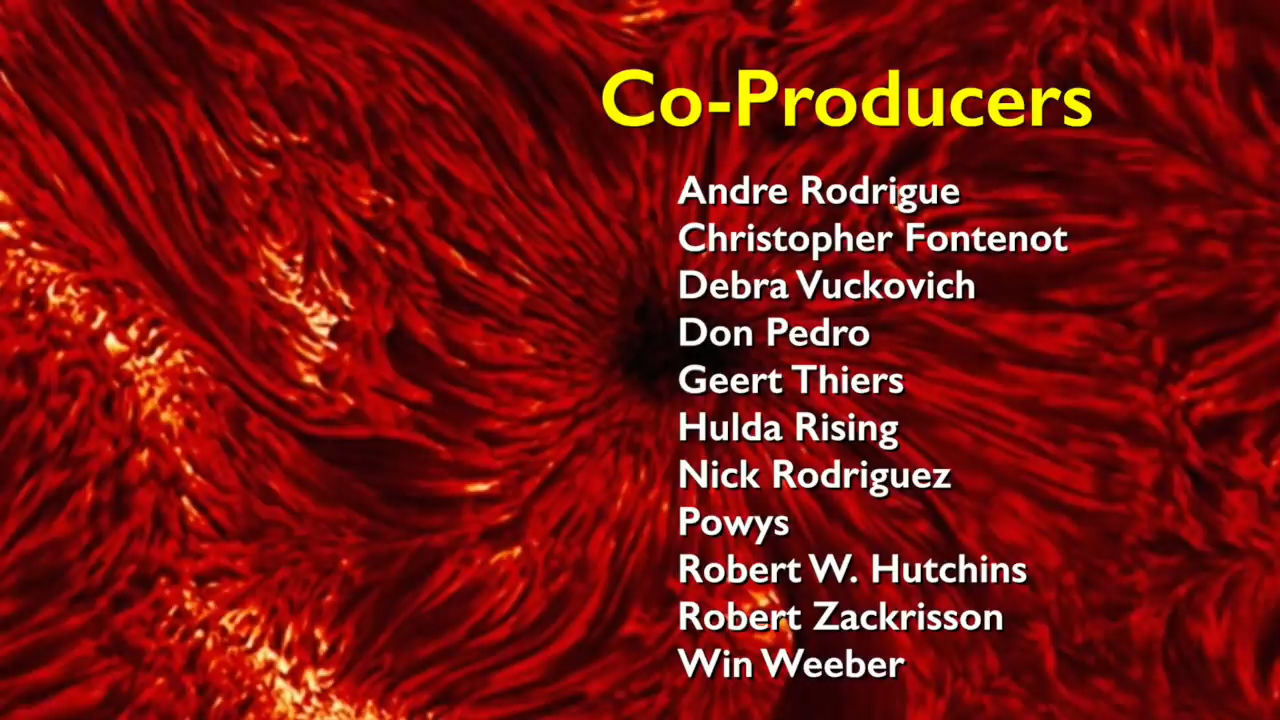 Co-Producers
Andre Rodrigue
Christopher Fontenot
Debra Vuckovich
Don Pedro
Geert Thiers
Hulda Rising
Nick Rodriguez
Powys
Robert W. Hutchins
Robert Zackrisson
Win Weeber